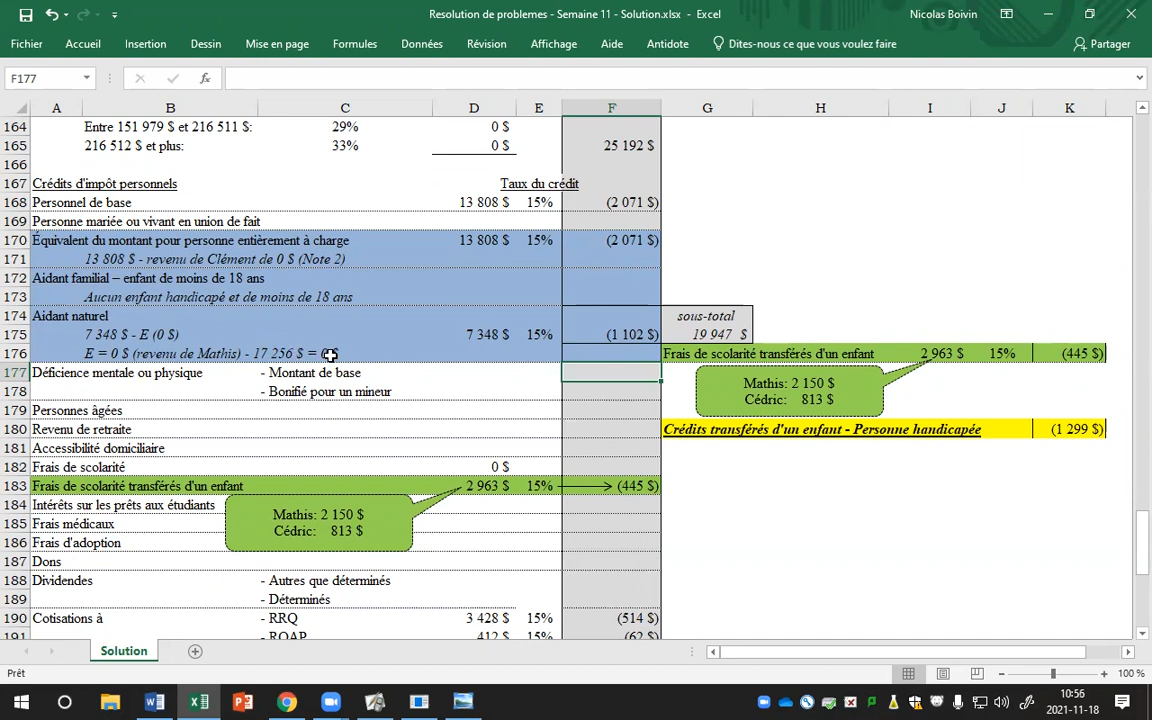 Resolution de problemes - Semaine 11 - Solution.xlsx - Excel
Nicolas Boivin
Fichier Accueil Insertion Dessin Mise en page Formules Données Révision Affichage Aide Antidote Dites-nous ce que vous voulez faire Partager
F177 fx
A B C D E F G H I J K
164 Entre 151 979 $ et 216 511 $: 29% 0 $
165 216 512 $ et plus: 33% 0 $ 25 192 $
166
167 Crédits d'impôt personnels Taux du crédit
168 Personnel de base 13 808 $ 15% (2 071 $)
169 Personne mariée ou vivant en union de fait
170 Équivalent du montant pour personne entièrement à charge 13 808 $ 15% (2 071 $)
171 13 808 $ - revenu de Clément de 0 $ (Note 2)
172 Aidant familial – enfant de moins de 18 ans
173 Aucun enfant handicapé et de moins de 18 ans
174 Aidant naturel sous-total
175 7 348 $ - E (0 $) 7 348 $ 15% (1 102 $) 19 947 $
176 E = 0 $ (revenu de Mathis) - 17 256 $ = 0 $ Frais de scolarité transférés d'un enfant 2 963 $ 15% (445 $)
177 Déficience mentale ou physique - Montant de base
Mathis: 2 150 $
178 - Bonifié pour un mineur
Cédric: 813 $
179 Personnes âgées
180 Revenu de retraite Crédits transférés d'un enfant - Personne handicapée (1 299 $)
181 Accessibilité domiciliaire
182 Frais de scolarité 0 $
183 Frais de scolarité transférés d'un enfant 2 963 $ 15% (445 $)
184 Intérêts sur les prêts aux étudiants
Mathis: 2 150 $
185 Frais médicaux
Cédric: 813 $
186 Frais d'adoption
187 Dons
188 Dividendes - Autres que déterminés
189 - Déterminés
190 Cotisations à - RRQ 3 428 $ 15% (514 $)
191 - RQAP 412 $ 15% (62 $)
Solution
Prêt 100 %
10:56
2021-11-18